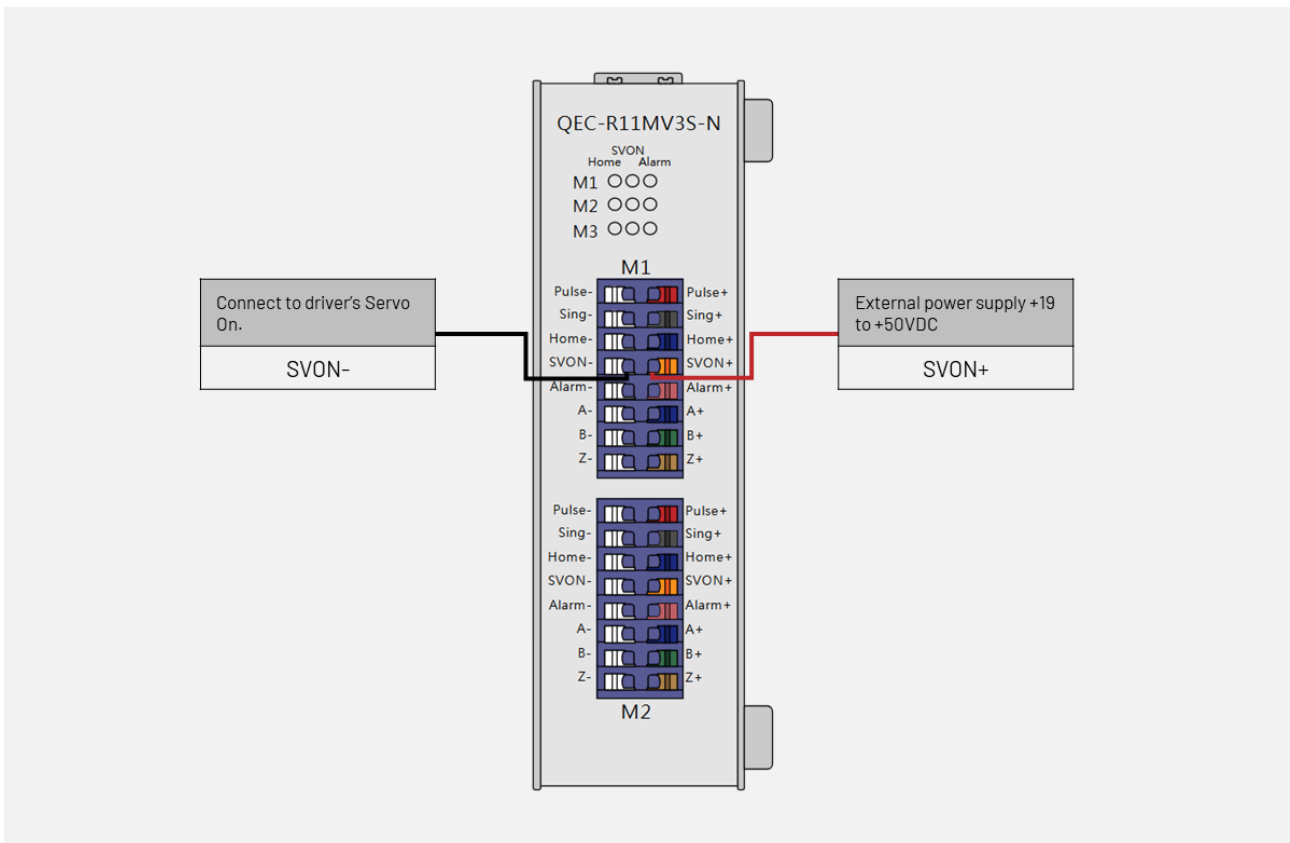 QEC-R11MV3S-N
SVON
Home Alarm
M1
M2
M3
M1
Connect to driver's Servo
On.
SVON-
External power supply +19
to +50VDC
SVON+
Pulse- Pulse+
Sing- Sing+
Home- Home+
SVON- SVON+
Alarm- Alarm+
A- A+
B- B+
Z- Z+
Pulse- Pulse+
Sing- Sing+
Home- Home+
SVON- SVON+
Alarm- Alarm+
A- A+
B- B+
Z- Z+
M2